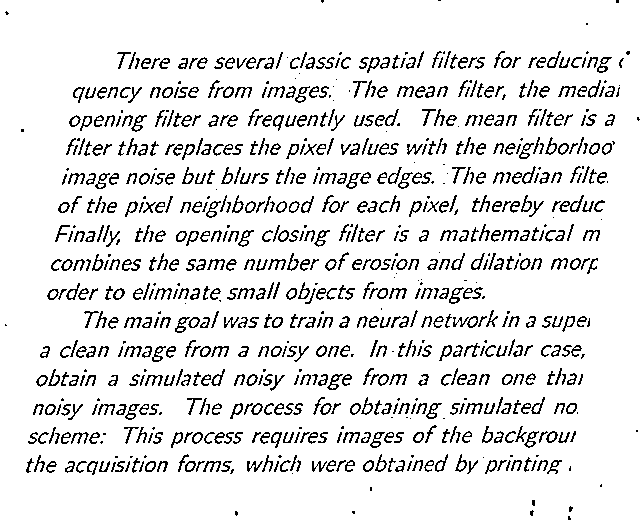 There are several classic spatial filters for reducing
quency noise from images. The mean filter, the media
opening filter are frequently used. The mean filter is a
filter that replaces the pixel values with the neighborhoo
image noise but blurs the image edges. The median filte
of the pixel neighborhood for each pixel, thereby reduc
Finally, the opening closing filter is a mathematical m
combines the same number of erosion and dilation morp
order to eliminate small objects from images.
The main goal was to train a neural network in a super
a clean image from a noisy one. In this particular case,
obtain a simulated noisy image from a clean one than
noisy images. The process for obtaining simulated no
scheme: This process requires images of the backgrour
the acquisition forms, which were obtained by printing